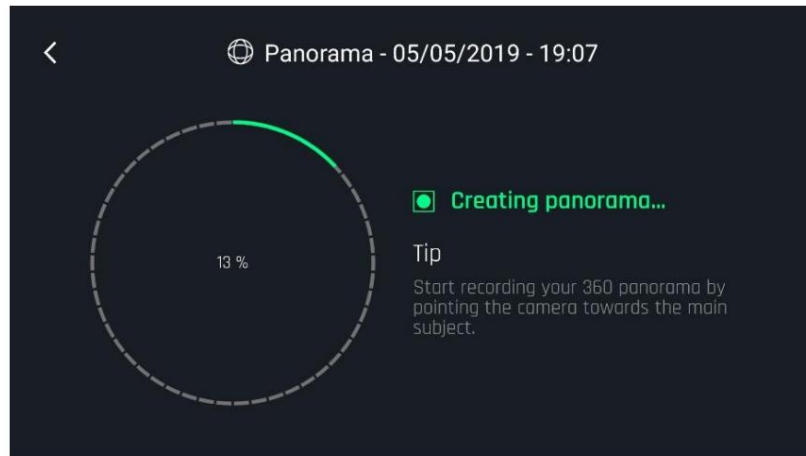 Panorama - 05/05/2019 - 19:07
13 %
Creating panorama...
Tip
Start recording your 360 panorama by
pointing the camera towards the main
subject.